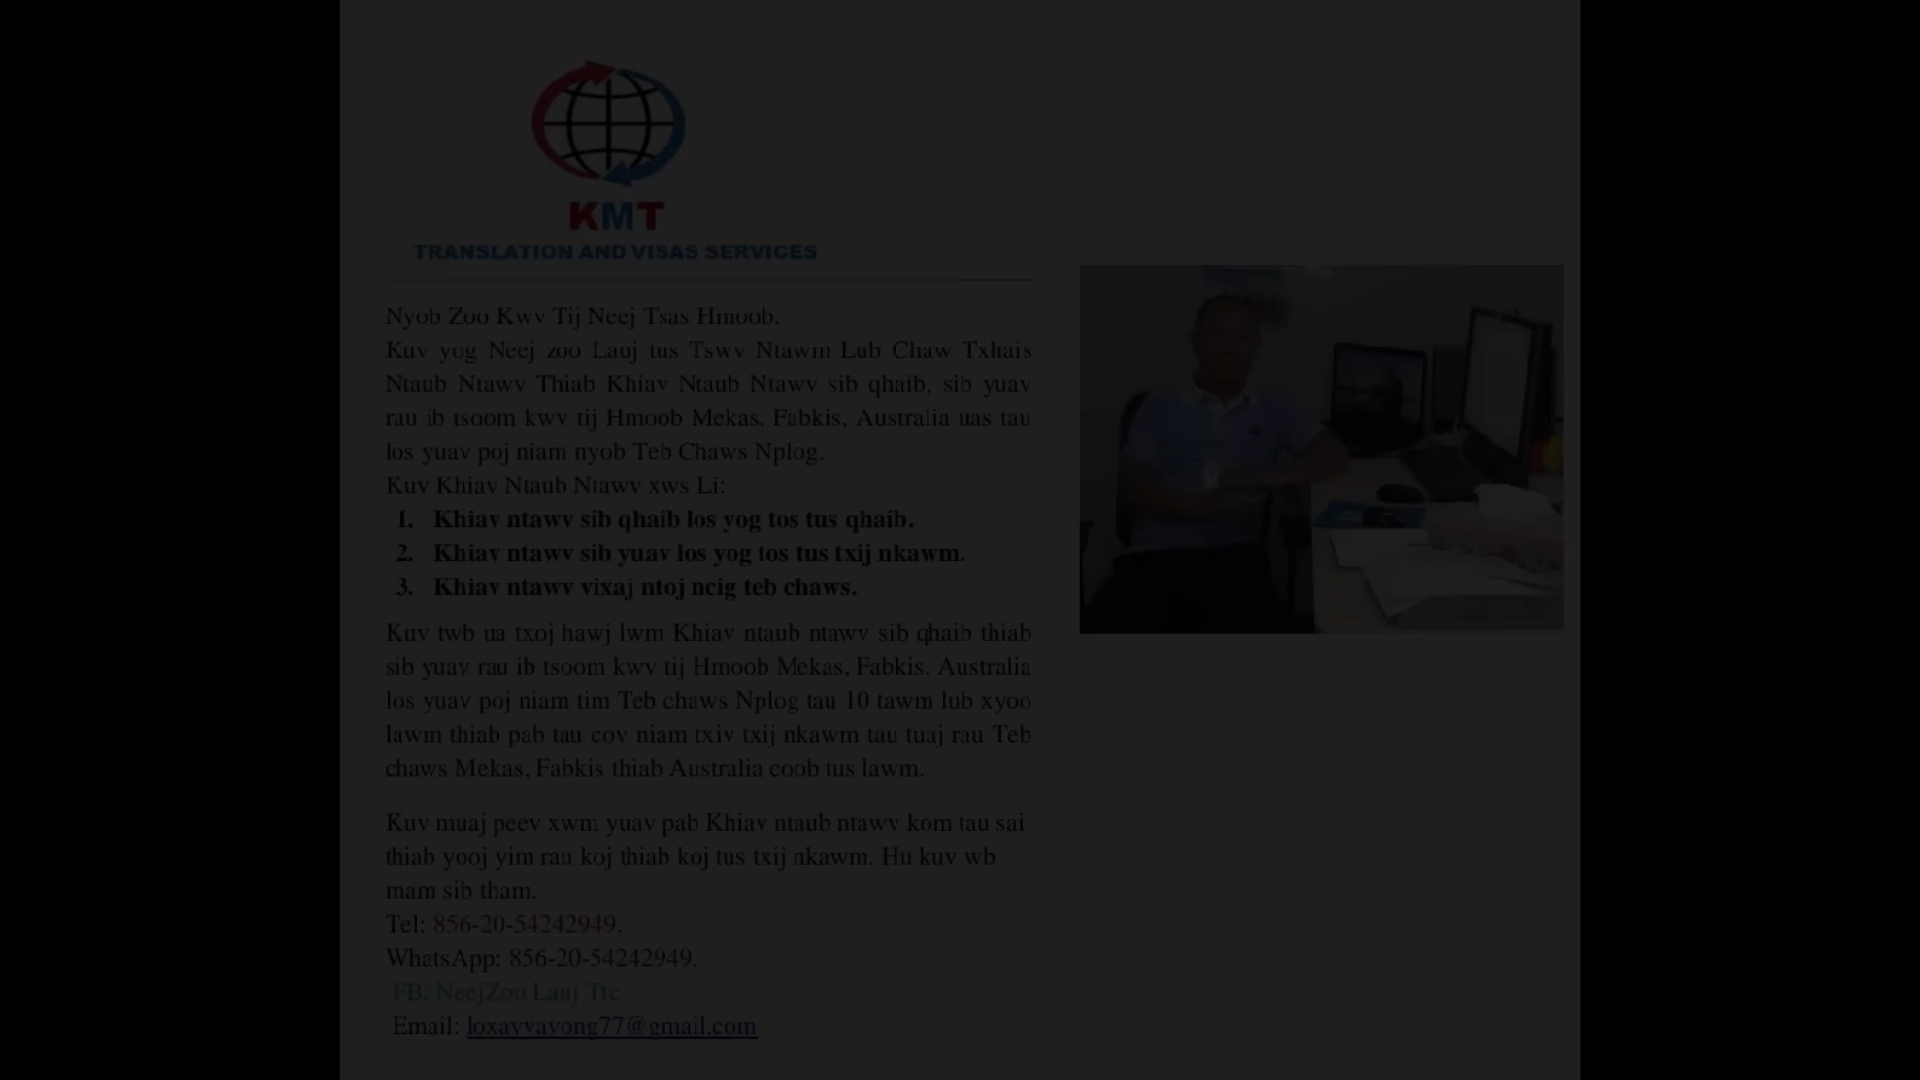 KMT
TRANSLATION AND VISAS SERVICES
Nyob Zoo Kwv Tij Neej Tsas Hmoob.
Kuv yog Neej zoo Lauj tus Tswv Ntawm Lub Chaw Txhais
Ntaub Ntawv Thiab Khiav Ntaub Ntawv sib qhaib, sib yuav
rau ib tsoom kwv tij Hmoob Mekas. Fabkis, Australia uas tau
los yuav poj niam nyob Teb Chaws Nplog.
Kuv Khiav Ntaub Ntawv xws Li:
1. Khiav ntawv sib qhaib los yog tos tus qhaib.
2. Khiav ntawv sib yuav los yog tos tus txij nkawm.
3. Khiav ntawv vixaj ntoj ncig teb chaws.
Kuv twb ua txoj hawj lwm Khiav ntaub ntawv sib qhaib thiab
sib yuav rau ib tsoom kwv tij Hmoob Mekas, Fabkis. Australia
los yuav poj niam tim Teb chaws Nplog tau 10 tawm lub xyoo
lawm thiab pab tau cov niam txiv txij nkawm tau tuaj rau Teb
chaws Mekas, Fabkis thiab Australia coob tus lawm.
Kuv muaj peev xwm yuav pab Khiav ntaub ntawv kom tau sai
thiab yooj yim rau koj thiab koj tus txij nkawm. Hu kuv wb
mam sib tham.
Tel: 856-20-54242949.
WhatsApp: 856-20-54242949.
FB: NeejZoo Lauj Ttc
Email: loxayvavong77@gmail.com